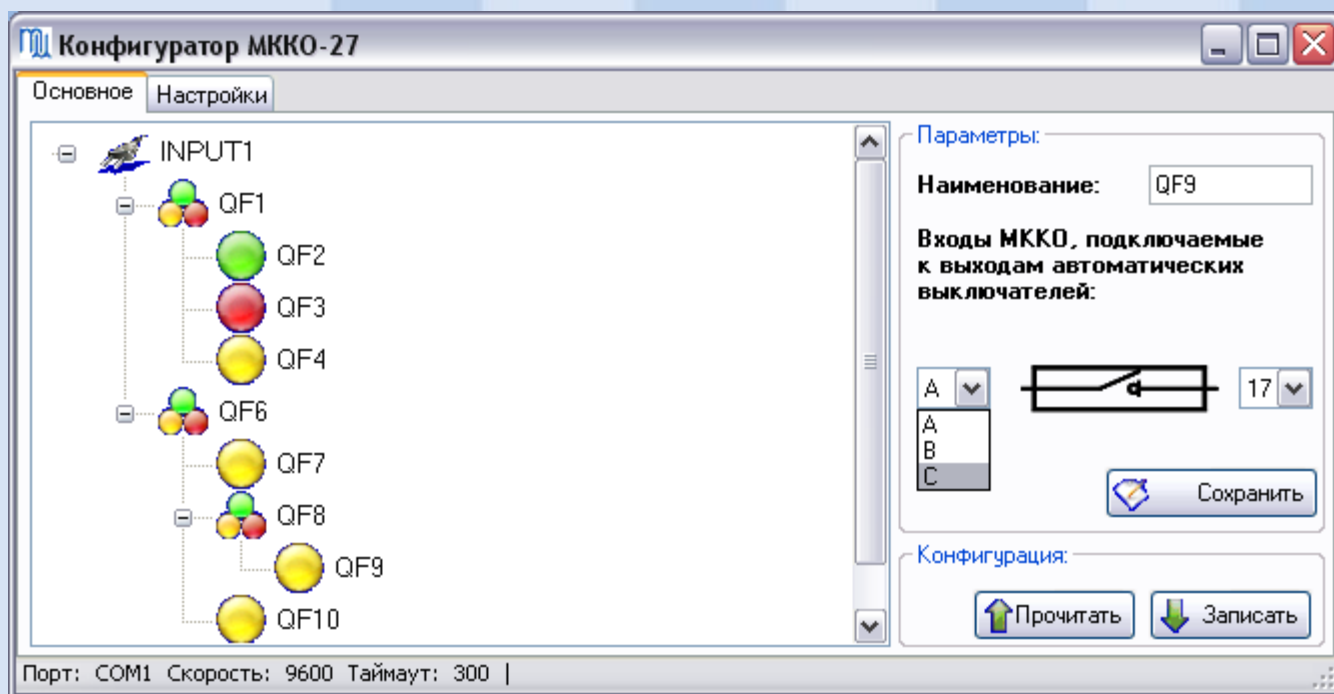 Конфигуратор МККО-27
Основное Настройки
INPUT1
QF1
QF2
QF3
QF4
QF6
QF7
QF8
QF9
QF10
Параметры:
Наименование: QF9
Входы МККО, подключаемые
к выходам автоматических
выключателей:
A 17
A
B
C
Сохранить
Конфигурация:
Прочитать Записать
Порт: COM1 Скорость: 9600 Таймаут: 300 |